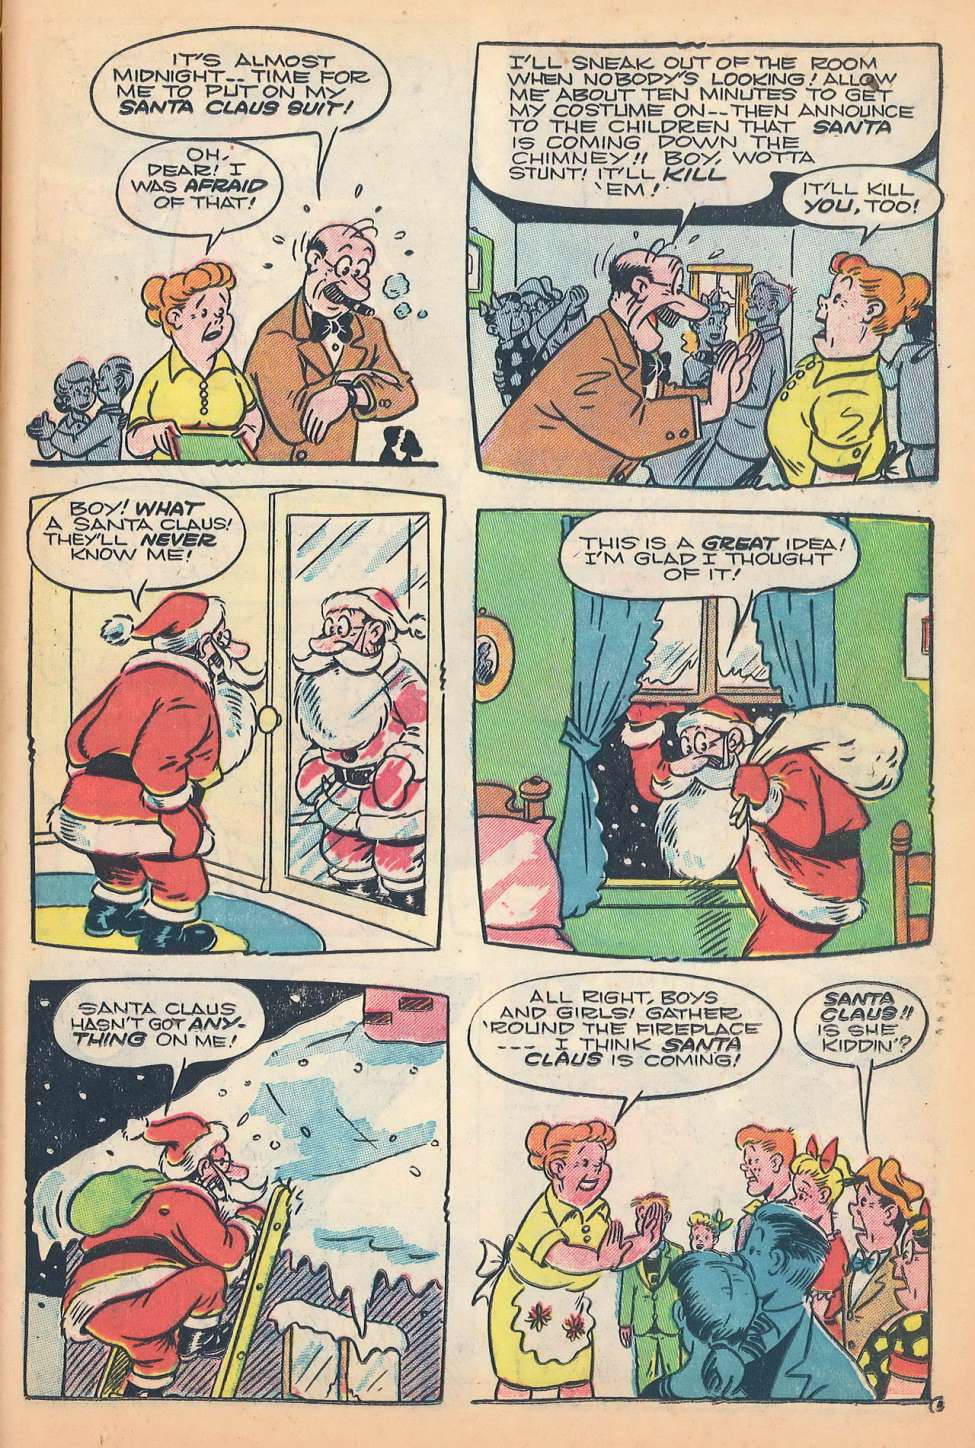 IT'S ALMOST
MIDNIGHT-- TIME FOR
ME TO PUT ON MY
SANTA CLAUS SUIT!
OH,
DEAR! I
WAS AFRAID
OF THAT!
I'LL SNEAK OUT OF THE ROOM
WHEN NOBODY'S LOOKING! ALLOW
ME ABOUT TEN MINUTES TO GET
MY COSTUME ON--THEN ANNOUNCE
TO THE CHILDREN THAT SANTA
IS COMING DOWN THE
CHIMNEY!! BOY, WOTTA
STUNT! IT'LL KILL
'EM!
IT'LL KILL
YOU, TOO!
BOY! WHAT
A SANTA CLAUS!
THEY'LL NEVER
KNOW ME!
THIS IS A GREAT IDEA!
I'M GLAD I THOUGHT
OF IT!
SANTA CLAUS
HASN'T GOT ANY-
THING ON ME!
ALL RIGHT, BOYS
AND GIRLS! GATHER
'ROUND THE FIREPLACE
--- I THINK SANTA
CLAUS IS COMING!
SANTA
CLAUS!!
IS SHE
KIDDIN'?